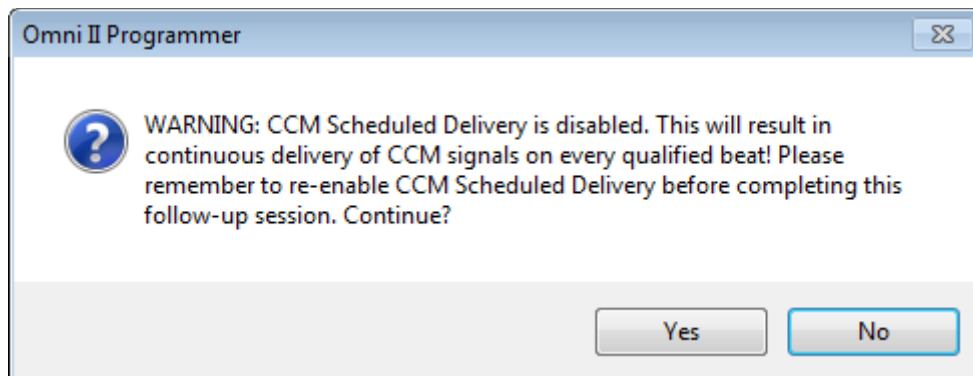 Omni II Programmer
WARNING: CCM Scheduled Delivery is disabled. This will result in
continuous delivery of CCM signals on every qualified beat! Please
remember to re-enable CCM Scheduled Delivery before completing this
follow-up session. Continue?
Yes No